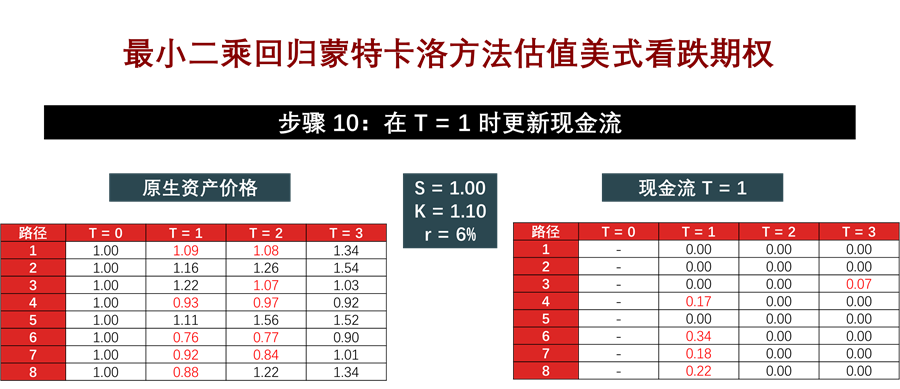 最小二乘回归蒙特卡洛方法估值美式看跌期权
步骤 10：在 T = 1 时更新现金流
原生资产价格
S = 1.00
K = 1.10
r = 6%
现金流 T = 1
路径 T = 0 T = 1 T = 2 T = 3
1 1.00 1.09 1.08 1.34
2 1.00 1.16 1.26 1.54
3 1.00 1.22 1.07 1.03
4 1.00 0.93 0.97 0.92
5 1.00 1.11 1.56 1.52
6 1.00 0.76 0.77 0.90
7 1.00 0.92 0.84 1.01
8 1.00 0.88 1.22 1.34
路径 T = 0 T = 1 T = 2 T = 3
1 - 0.00 0.00 0.00
2 - 0.00 0.00 0.00
3 - 0.00 0.00 0.07
4 - 0.17 0.00 0.00
5 - 0.00 0.00 0.00
6 - 0.34 0.00 0.00
7 - 0.18 0.00 0.00
8 - 0.22 0.00 0.00